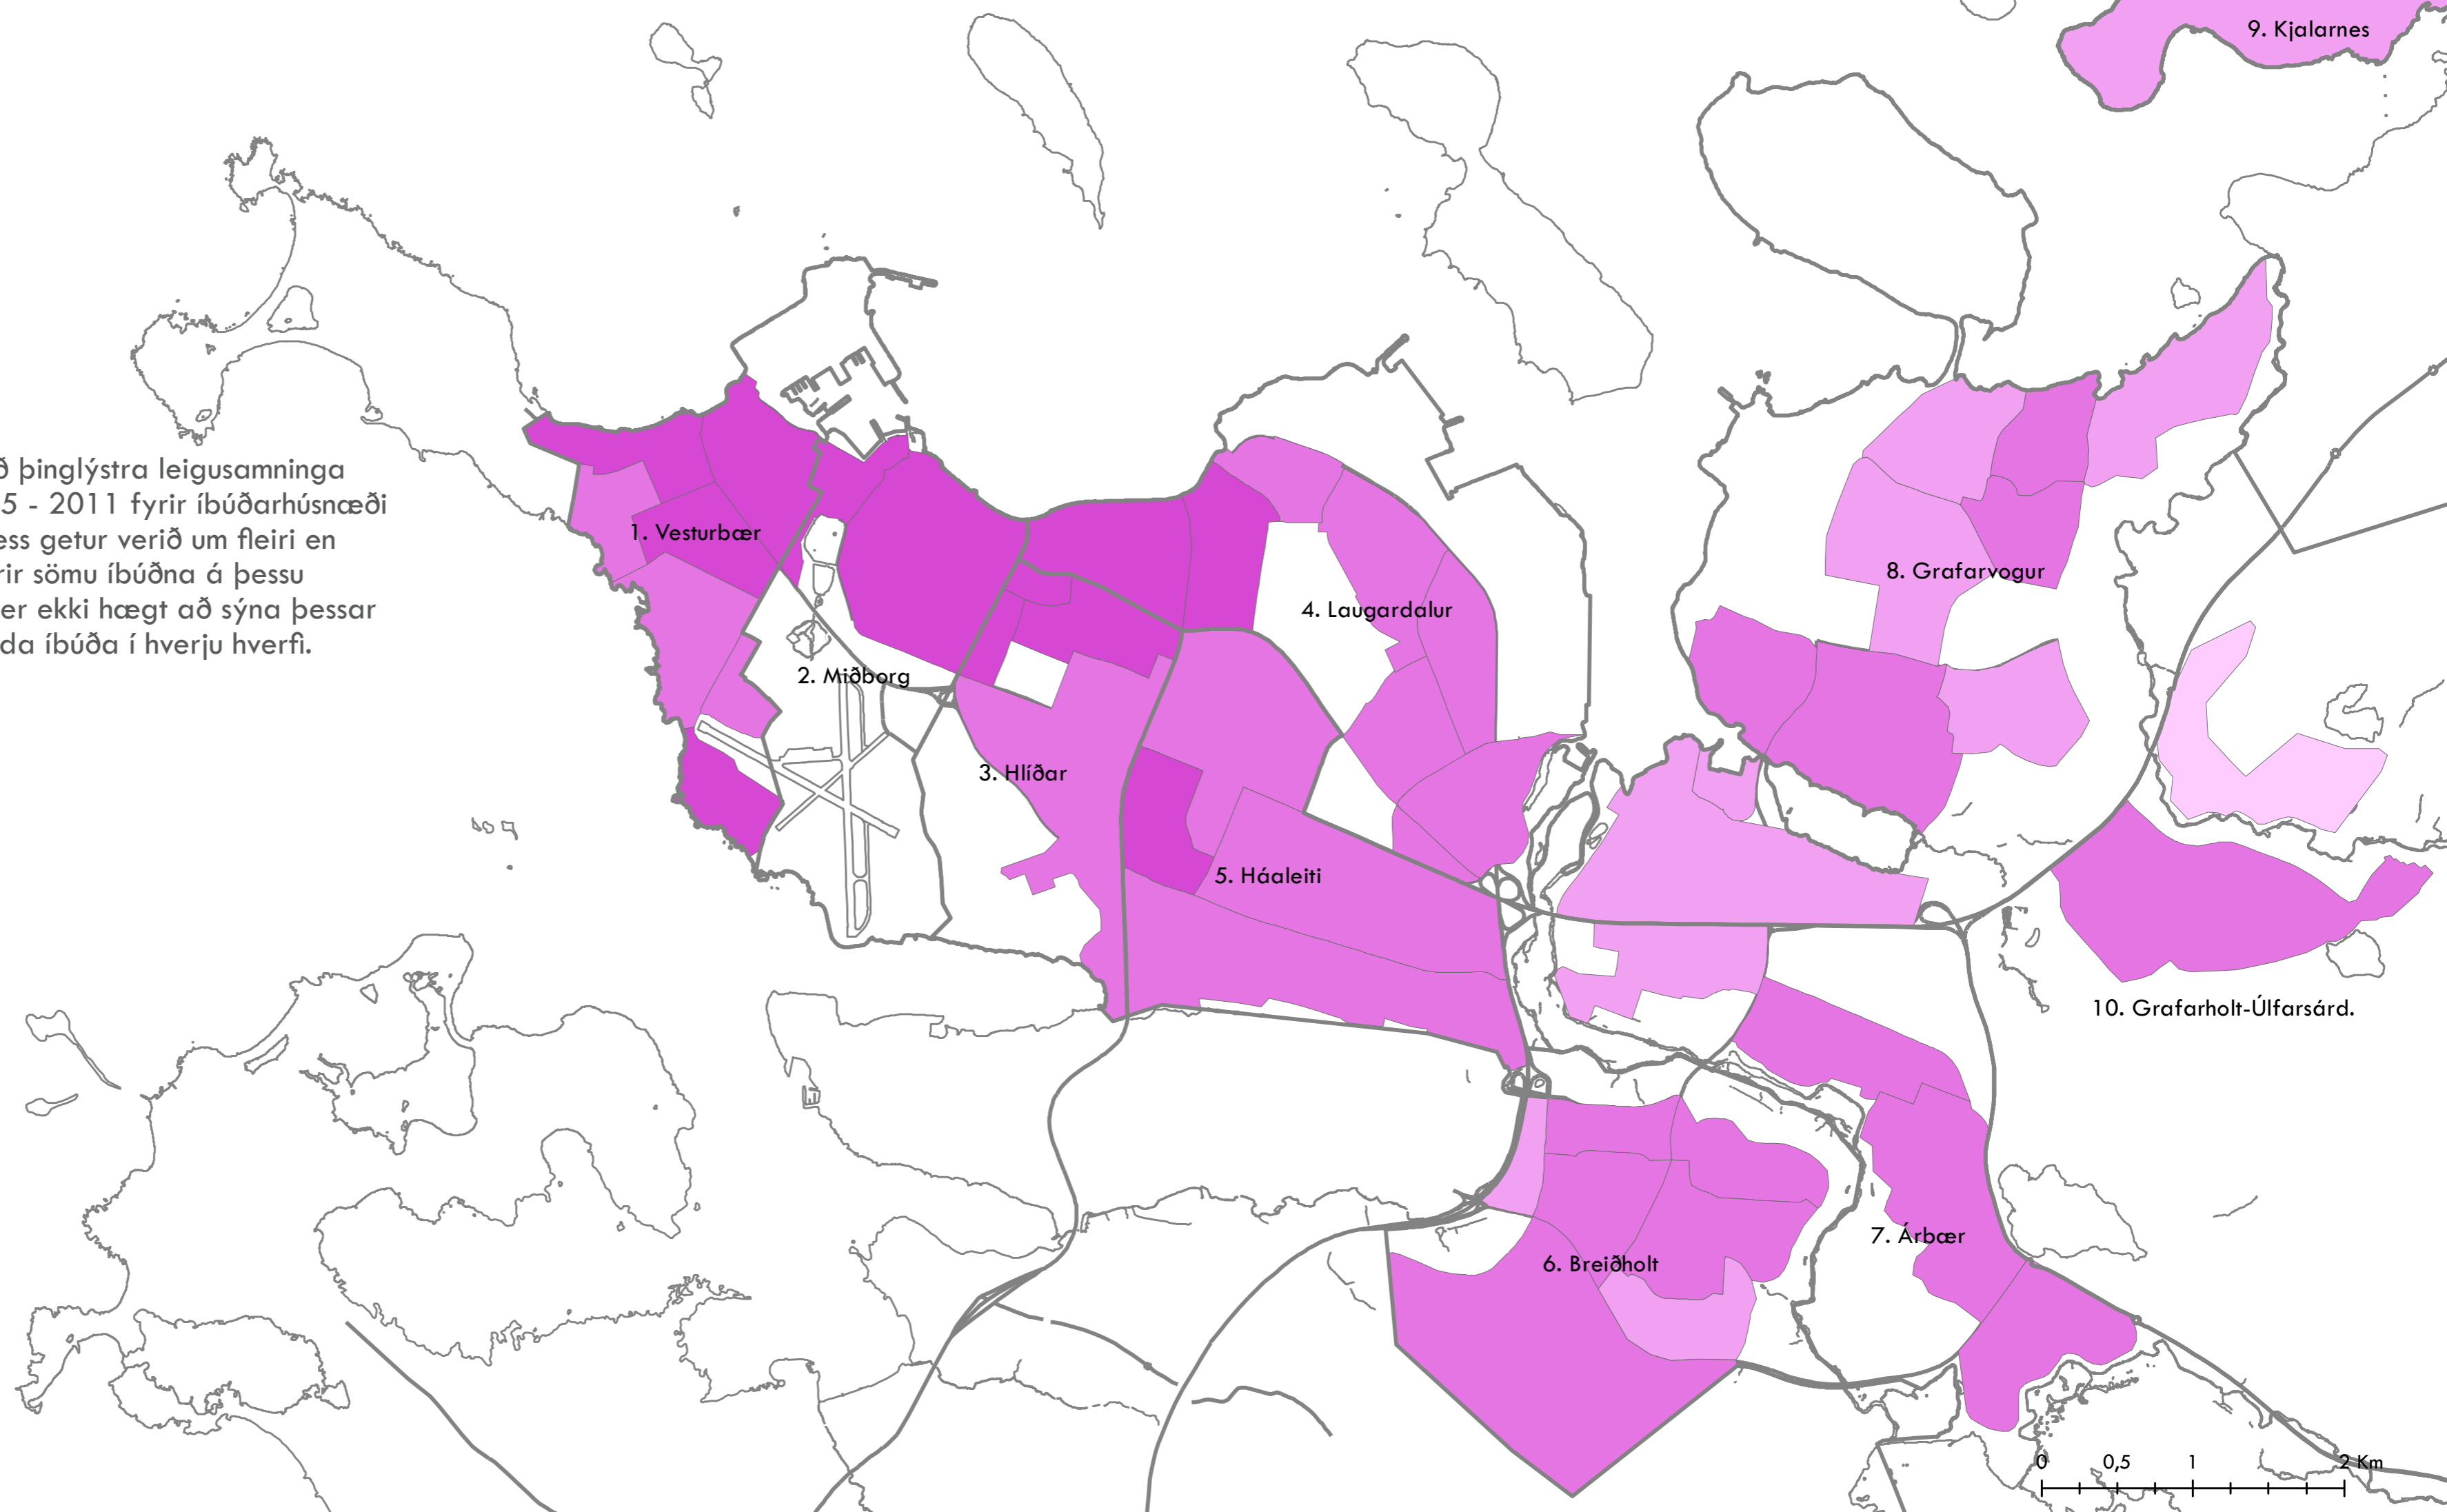 9. Kjalarnes
ð þinglýstra leigusamninga
5 - 2011 fyrir íbúðarhúsnæði
ess getur verið um fleiri en
rir sömu íbúðna á þessu
er ekki hægt að sýna þessar
da íbúða í hverju hverfi.
1. Vesturbær
8. Grafarvogur
4. Laugardalur
2. Miðborg
3. Hlíðar
5. Háaleiti
10. Grafarholt-Úlfarsárd.
7. Árbær
6. Breiðholt
0 0,5 1 2 Km